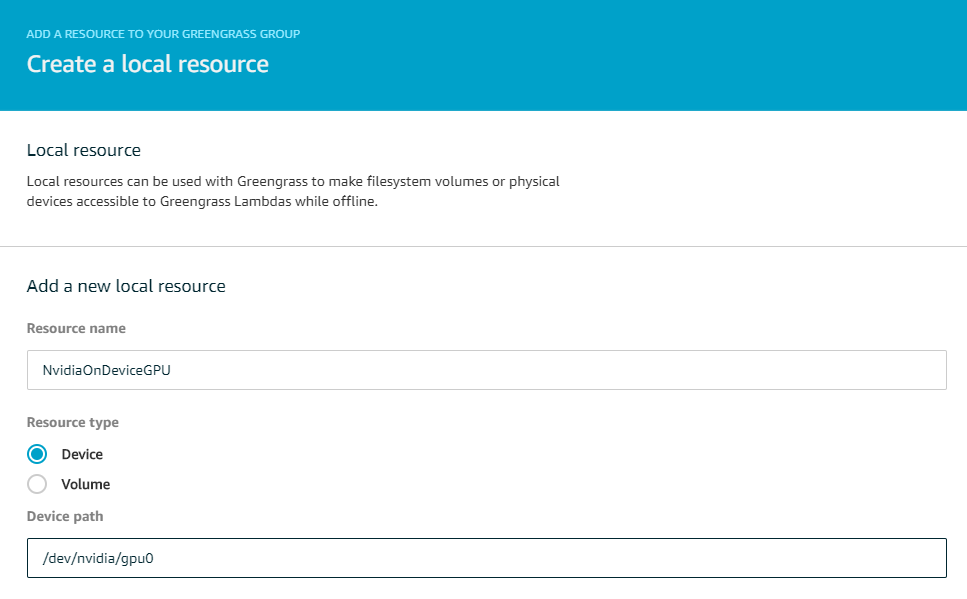 ADD A RESOURCE TO YOUR GREENGRASS GROUP
Create a local resource
Local resource
Local resources can be used with Greengrass to make filesystem volumes or physical
devices accessible to Greengrass Lambdas while offline.
Add a new local resource
Resource name
NvidiaOnDeviceGPU
Resource type
Device
Volume
Device path
/dev/nvidia/gpu0